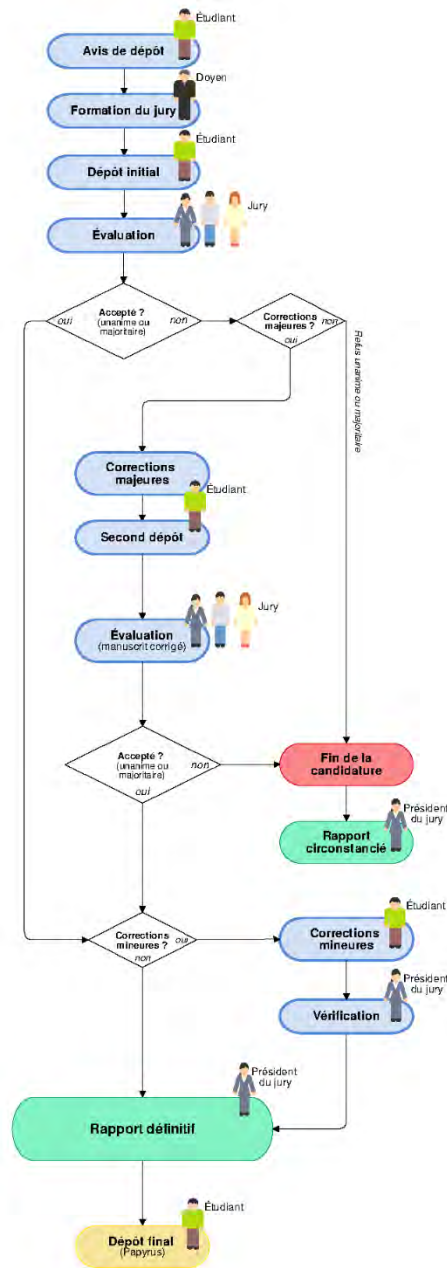 Étudiant
Avis de dépôt
Doyen
Formation du jury
Étudiant
Dépôt initial
Jury
Évaluation
Accepté ?
(unanime ou
majoritaire)
oui
non
Corrections
majeures ?
non
oui
Refus unanime ou majoritaire
Corrections
majeures
Étudiant
Second dépôt
Jury
Évaluation
(manuscrit corrigé)
Accepté ?
(unanime ou
majoritaire)
non
oui
Fin de la
candidature
Président
du jury
Rapport
circonstancié
Étudiant
Corrections
mineures ?
oui
non
Corrections
mineures
Président
du jury
Vérification
Président
du jury
Rapport définitif
Étudiant
Dépôt final
(Papyrus)